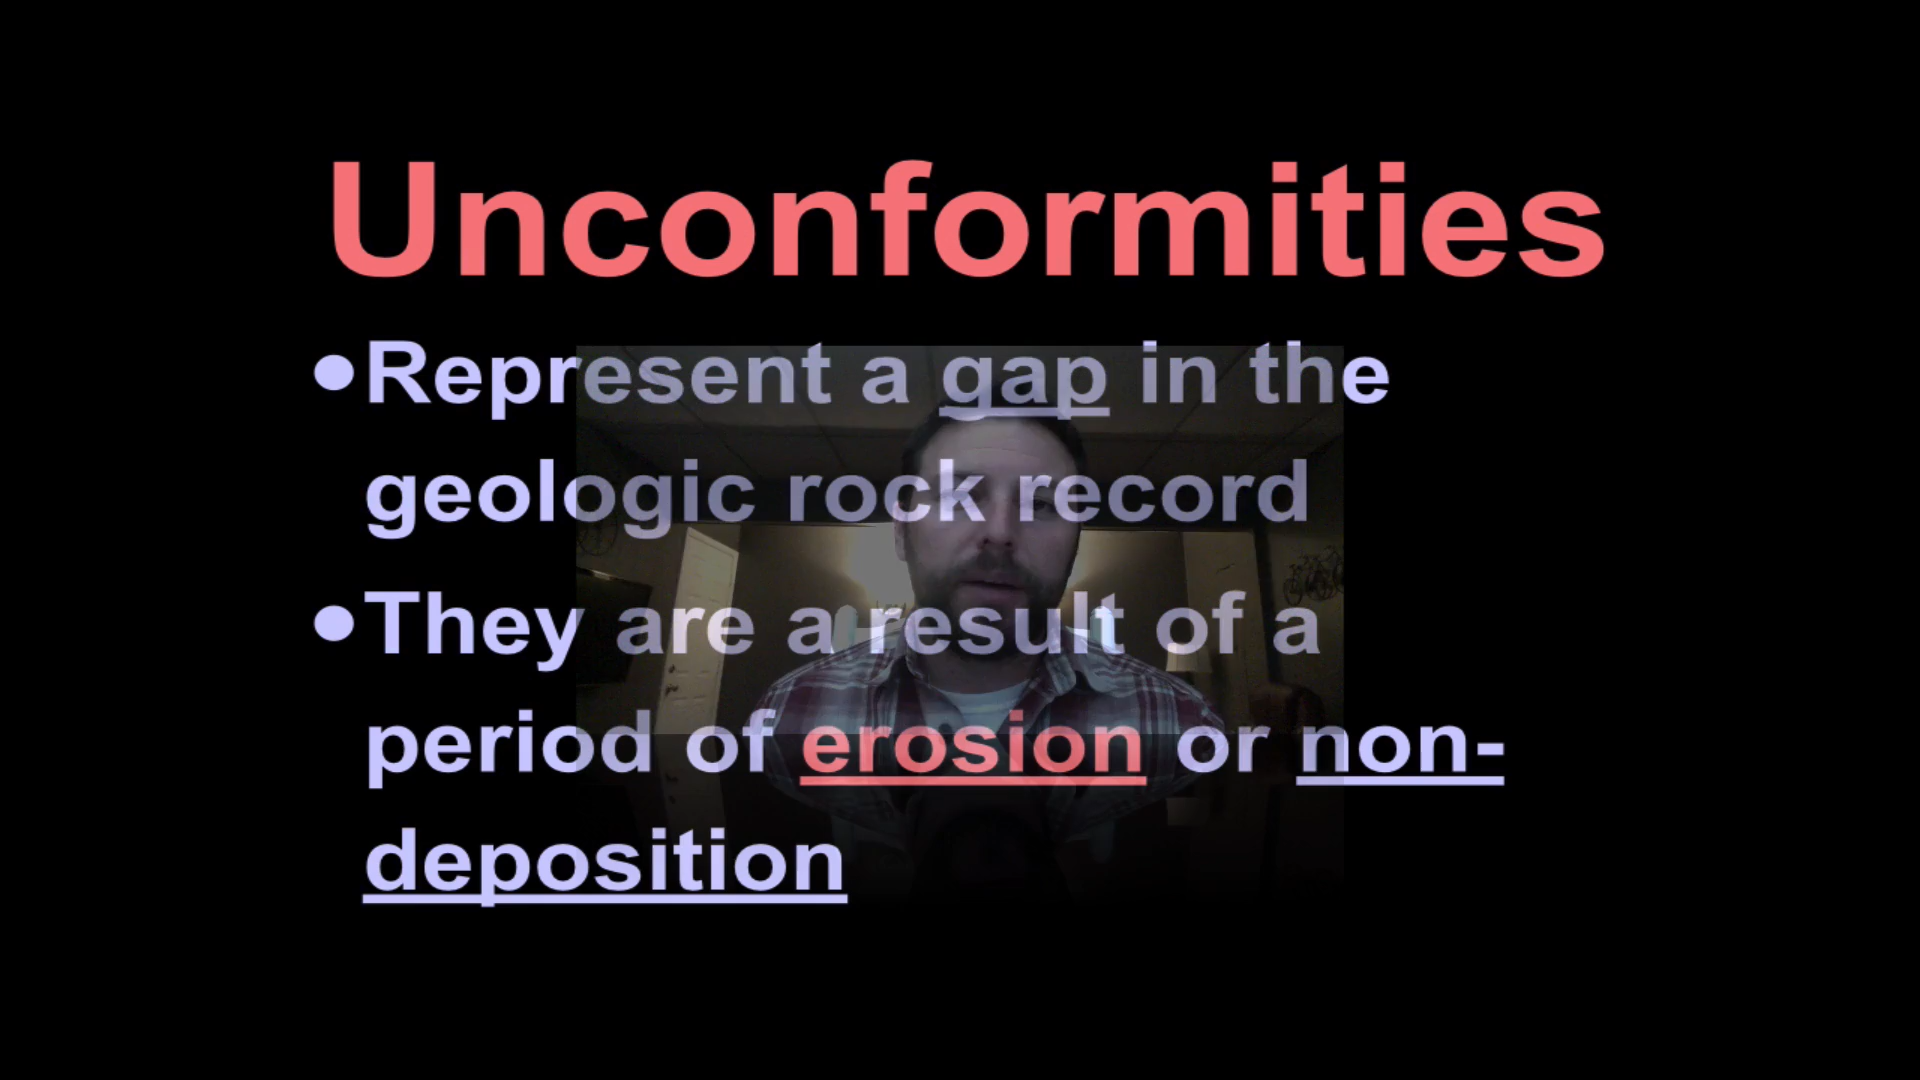 Unconformities
•Represent a gap in the
geologic rock record
•They are a result of a
period of erosion or non-
deposition